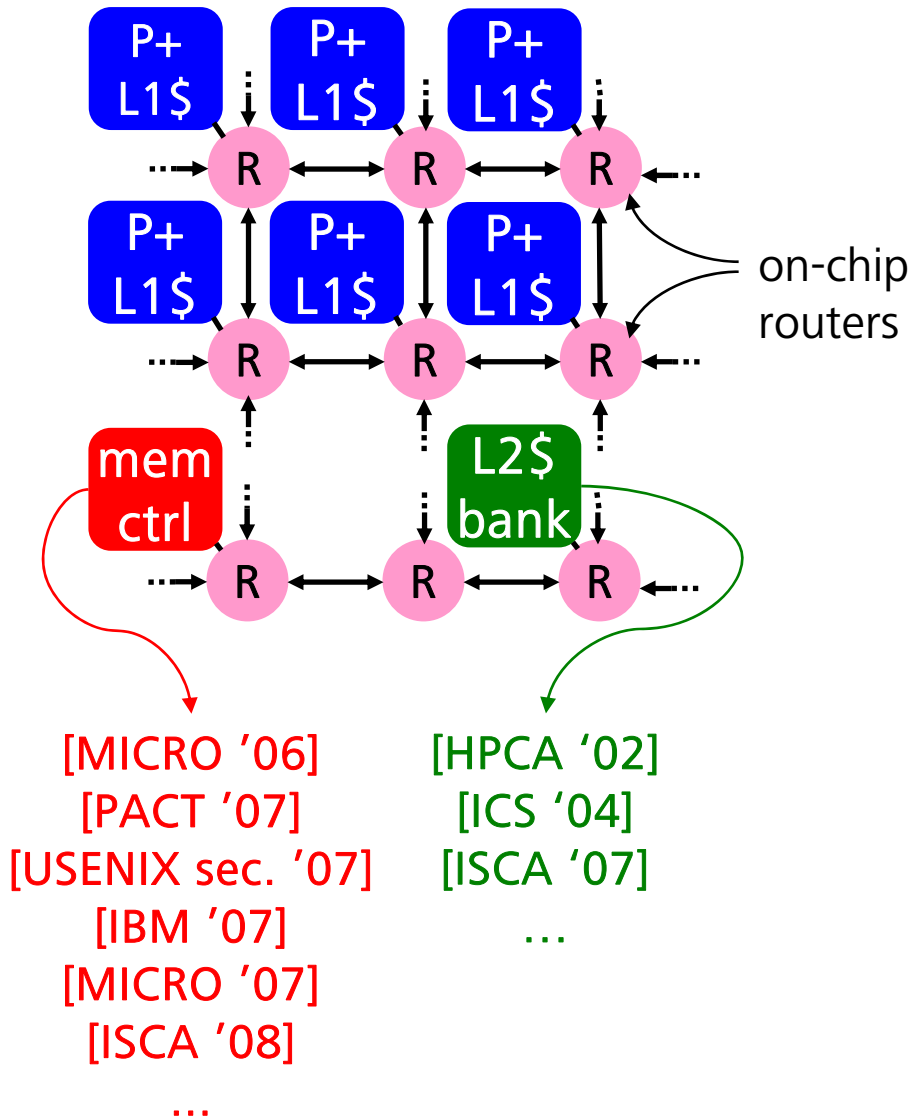 P+
L1$
P+
L1$
P+
L1$
R
R
R
P+
L1$
P+
L1$
P+
L1$
on-chip
routers
R
R
R
mem
ctrl
L2$
bank
R
R
R
[MICRO ’06]
[PACT ’07]
[USENIX sec. ’07]
[IBM ’07]
[MICRO ’07]
[ISCA ’08]
…
[HPCA ‘02]
[ICS ’04]
[ISCA ‘07]
…